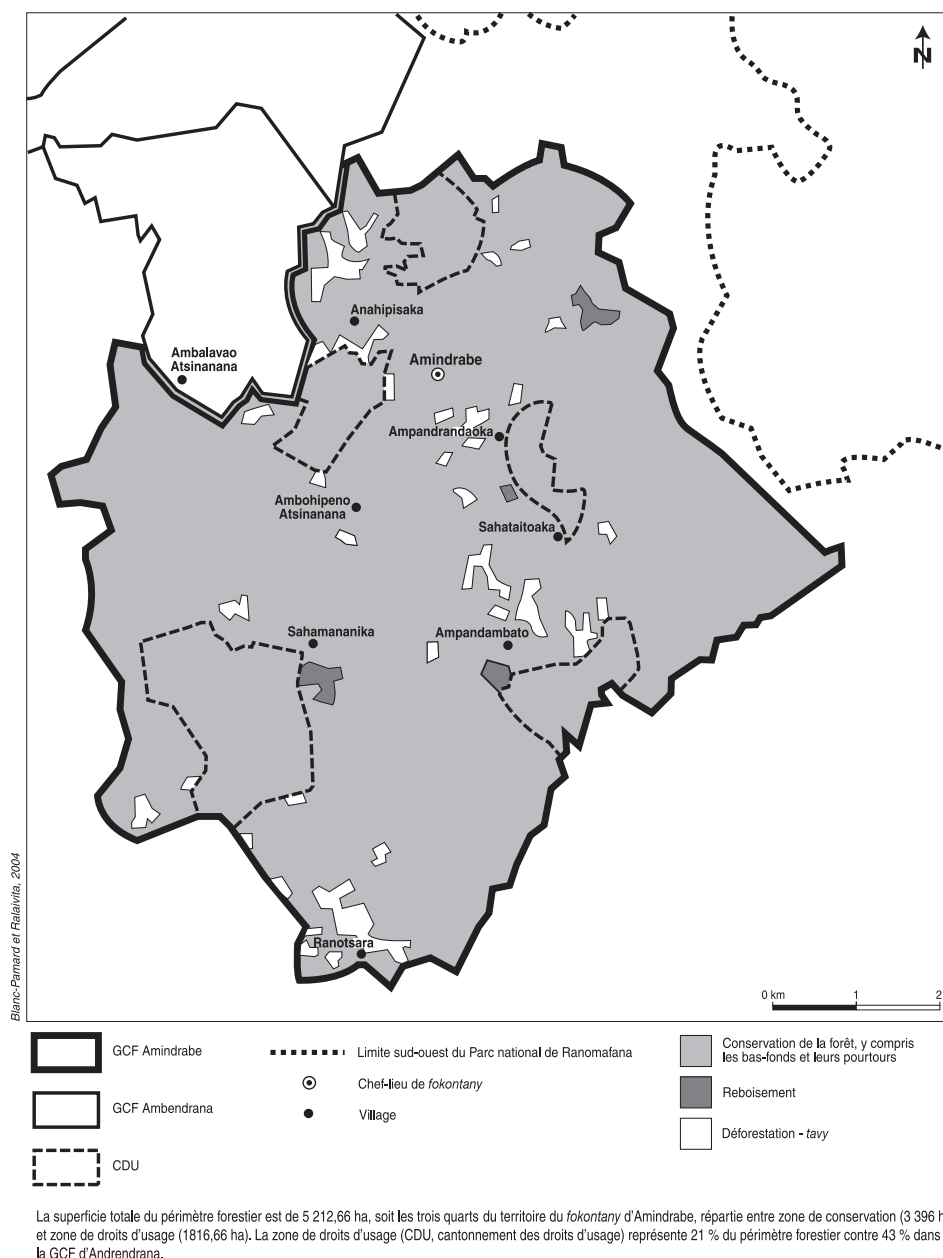 N
Anahipisaka
Ambalavao
Atsinanana
Amindrabe
Ampandrandaoka
Ambohipeno
Atsinanana
Sahataitoaka
Sahamananika
Ampandambato
Ranotsara
Blanc-Pamard et Ralaivita, 2004
0 km 1 2
GCF Amindrabe
GCF Ambendrana
CDU
Limite sud-ouest du Parc national de Ranomafana
Chef-lieu de fokontany
Village
Conservation de la forêt, y compris
les bas-fonds et leurs pourtours
Reboisement
Déforestation - tavy
La superficie totale du périmètre forestier est de 5 212,66 ha, soit les trois quarts du territoire du fokontany d'Amindrabe, répartie entre zone de conservation (3 396 h
et zone de droits d'usage (1816,66 ha). La zone de droits d'usage (CDU, cantonnement des droits d'usage) représente 21 % du périmètre forestier contre 43 % dans
la GCF d'Andrendrana.